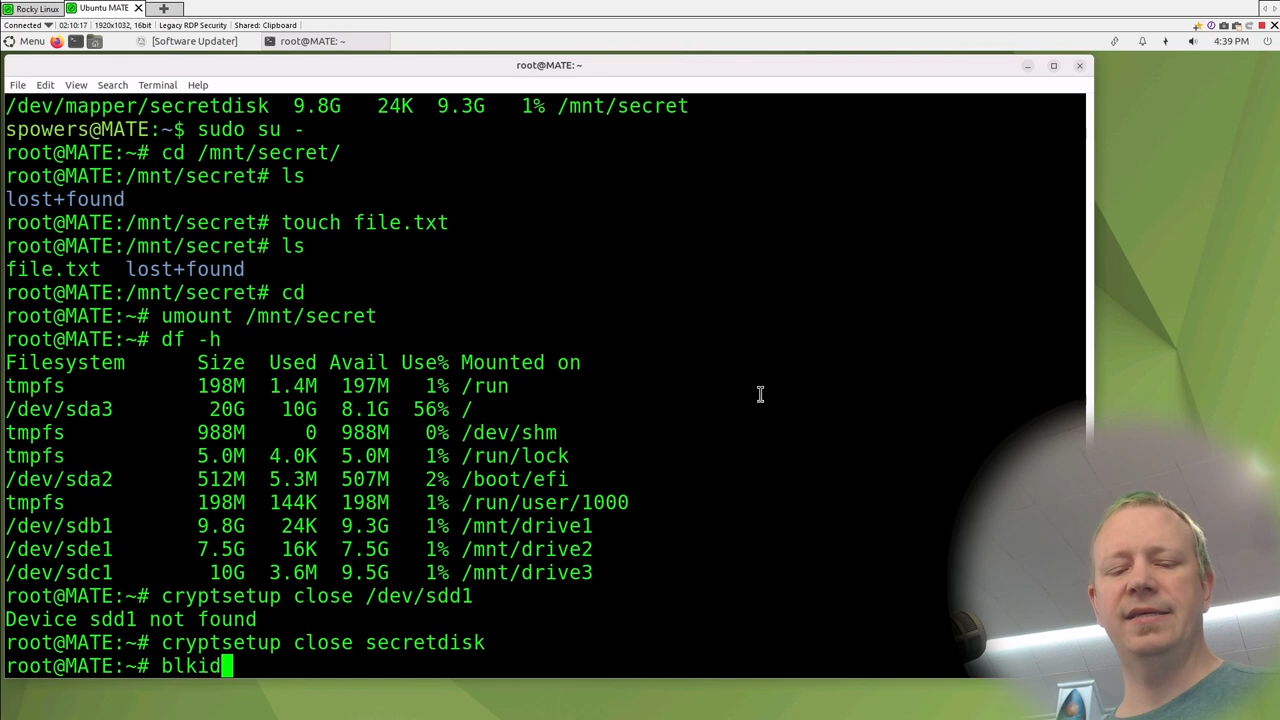 Rocky Linux
Ubuntu MATE
Connected 02:10:17 1920x1032, 16bit Legacy RDP Security Shared: Clipboard
Menu [Software Updater] root@MATE: ~ 4:39 PM
root@MATE: ~
File Edit View Search Terminal Help
/dev/mapper/secretdisk 9.8G 24K 9.3G 1% /mnt/secret
spowers@MATE:~$ sudo su -
root@MATE:~# cd /mnt/secret/
root@MATE:/mnt/secret# ls
lost+found
root@MATE:/mnt/secret# touch file.txt
root@MATE:/mnt/secret# ls
file.txt lost+found
root@MATE:/mnt/secret# cd
root@MATE:~# umount /mnt/secret
root@MATE:~# df -h
Filesystem Size Used Avail Use% Mounted on
tmpfs 198M 1.4M 197M 1% /run
/dev/sda3 20G 10G 8.1G 56% /
tmpfs 988M 0 988M 0% /dev/shm
tmpfs 5.0M 4.0K 5.0M 1% /run/lock
/dev/sda2 512M 5.3M 507M 2% /boot/efi
tmpfs 198M 144K 198M 1% /run/user/1000
/dev/sdb1 9.8G 24K 9.3G 1% /mnt/drive1
/dev/sde1 7.5G 16K 7.5G 1% /mnt/drive2
/dev/sdc1 10G 3.6M 9.5G 1% /mnt/drive3
root@MATE:~# cryptsetup close /dev/sdd1
Device sdd1 not found
root@MATE:~# cryptsetup close secretdisk
root@MATE:~# blkid